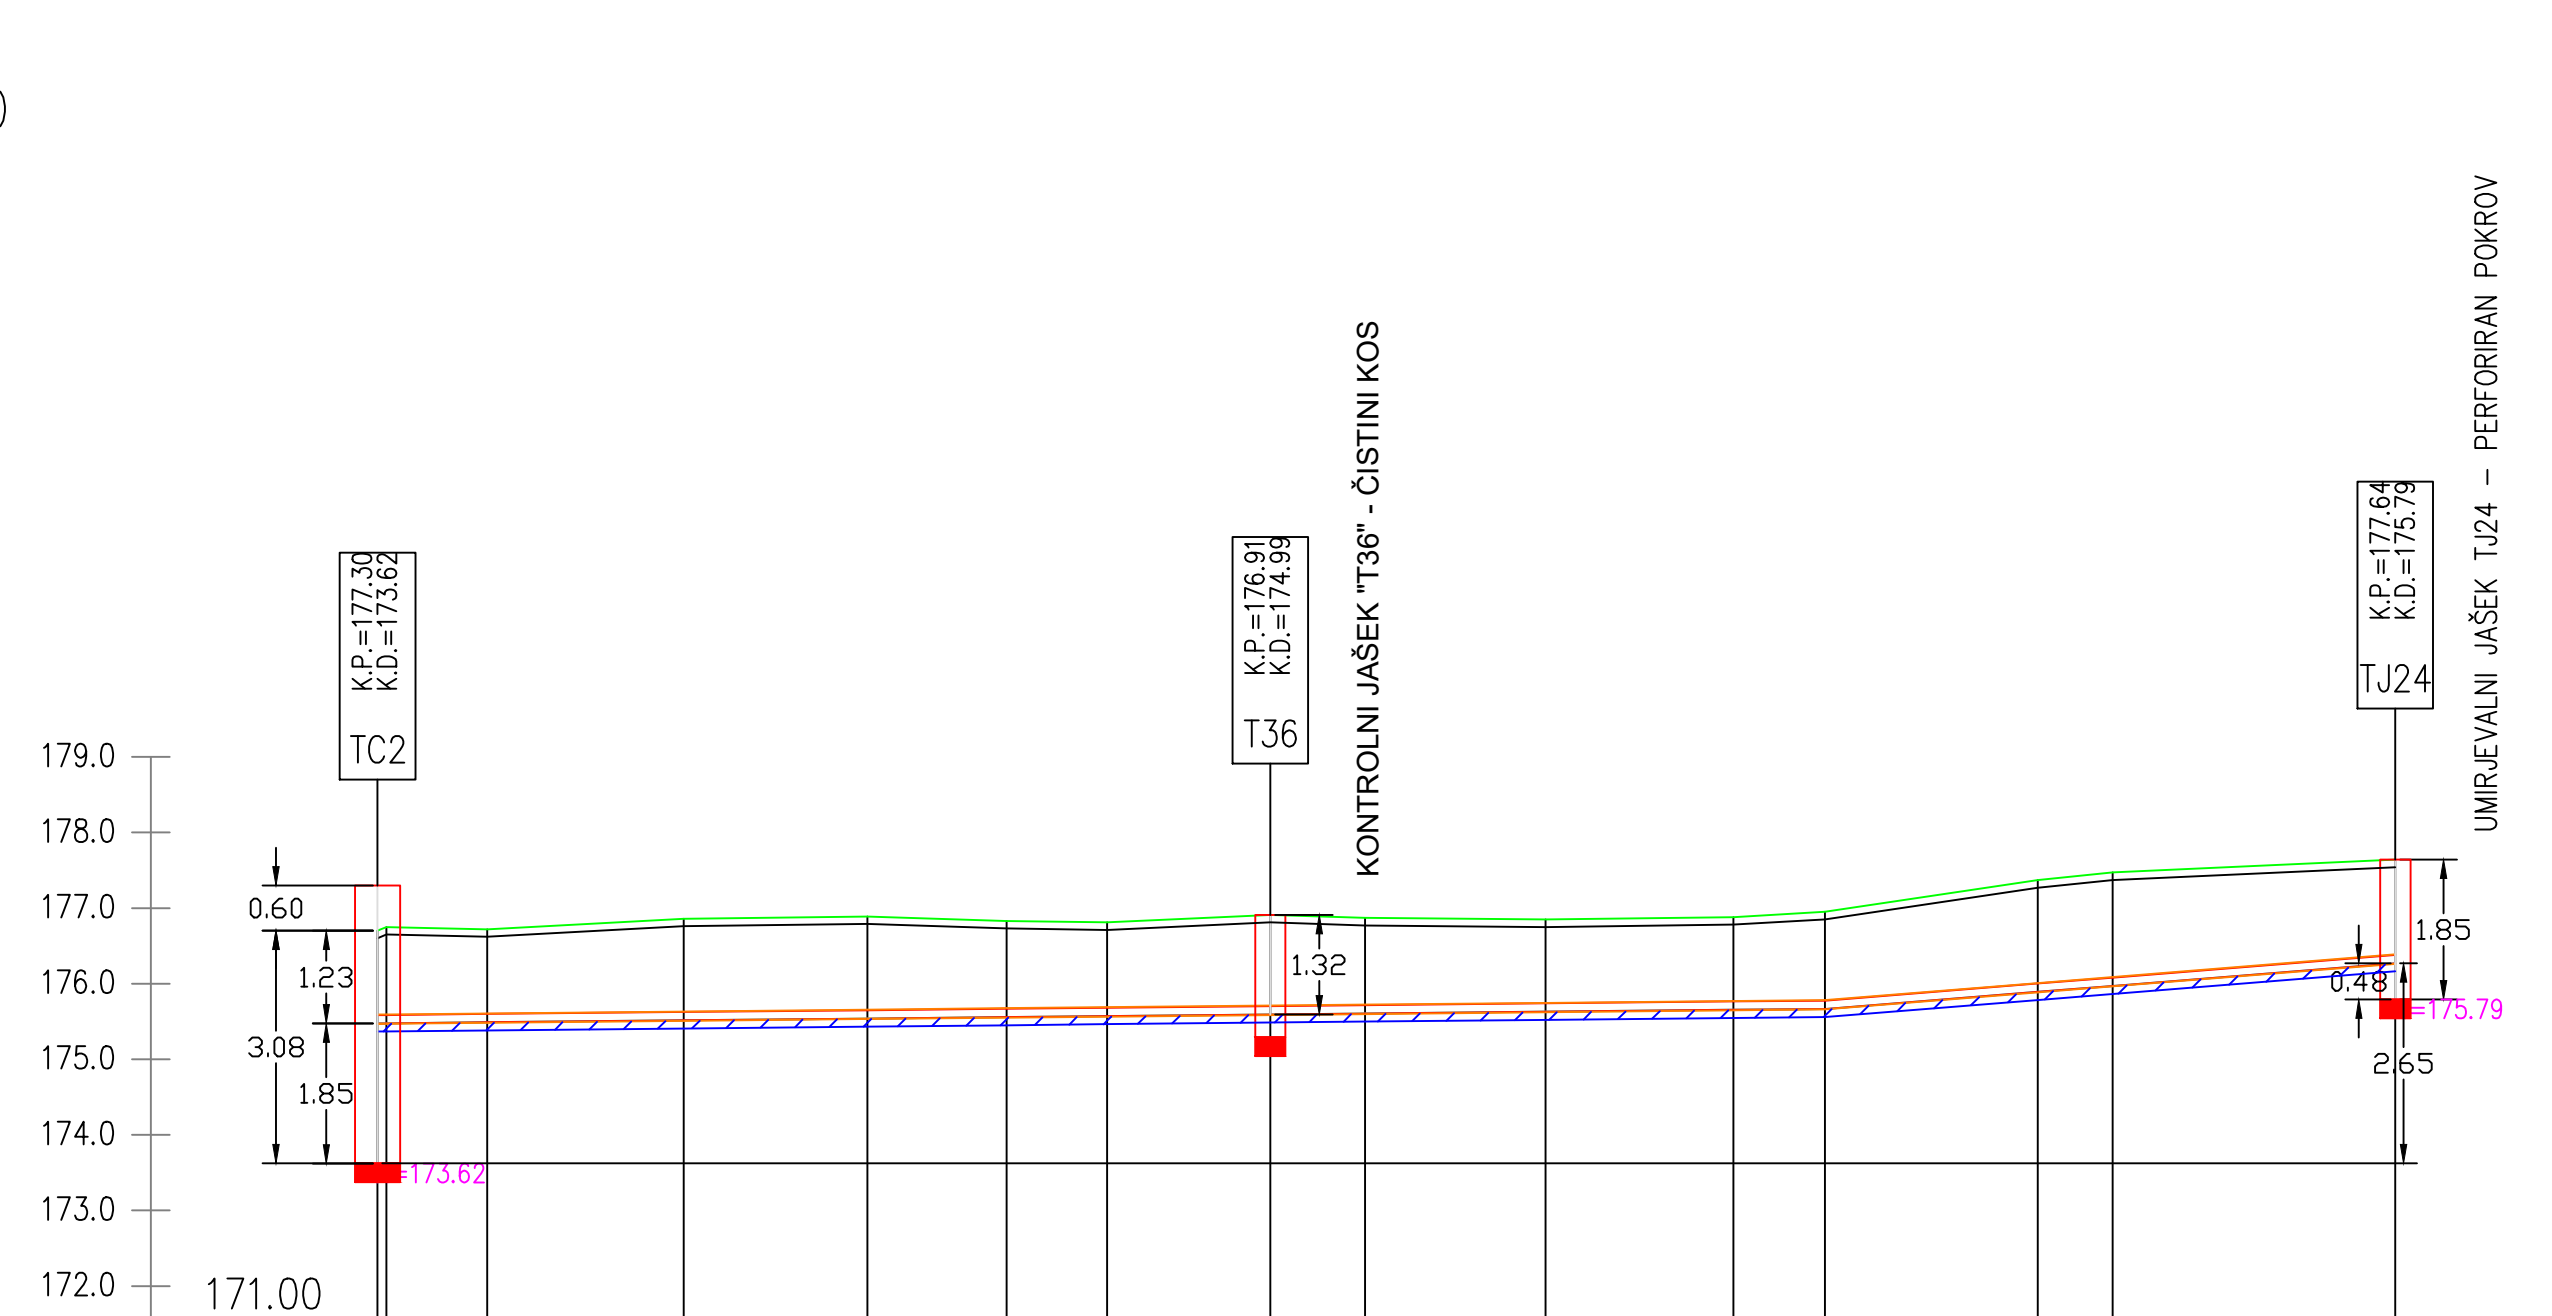 )
UMIRJEVALNI JAŠEK TJ24 - PERFORIRAN POKROV
KONTROLNI JAŠEK "T36" - ČISTINI KOS
K.P.=177.64
K.D.=175.79
TJ24
K.P.=176.91
K.D.=174.99
T36
K.P.=177.30
K.D.=173.62
TC2
179.0
178.0
177.0
176.0
175.0
174.0
173.0
172.0
171.00
0.60
1.23
3.08
1.85
=173.62
1.32
1.85
0.48
=175.79
2.65